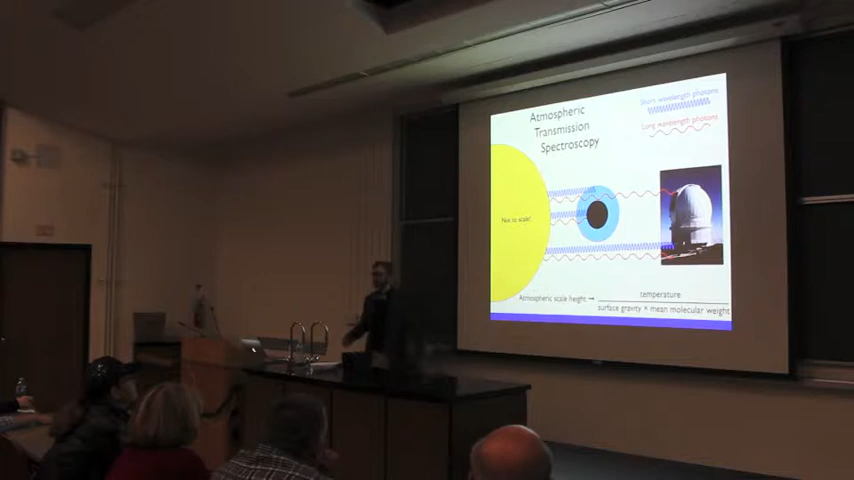 Atmospheric
Transmission
Spectroscopy
Short wavelength photons
Long wavelength photons
Not to scale!
Atmospheric scale height → temperature
surface gravity * mean molecular weight